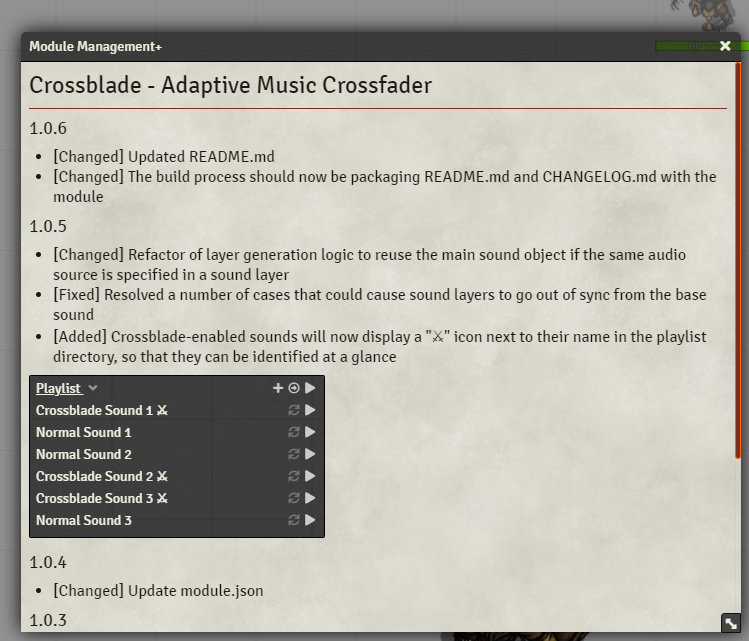 Module Management+
Crossblade - Adaptive Music Crossfader
1.0.6
[Changed] Updated README.md
[Changed] The build process should now be packaging README.md and CHANGELOG.md with the
module
1.0.5
[Changed] Refactor of layer generation logic to reuse the main sound object if the same audio
source is specified in a sound layer
[Fixed] Resolved a number of cases that could cause sound layers to go out of sync from the base
sound
[Added] Crossblade-enabled sounds will now display a "⚔" icon next to their name in the playlist
directory, so that they can be identified at a glance
Playlist
Crossblade Sound 1 ⚔
Normal Sound 1
Normal Sound 2
Crossblade Sound 2 ⚔
Crossblade Sound 3 ⚔
Normal Sound 3
1.0.4
[Changed] Update module.json
1.0.3